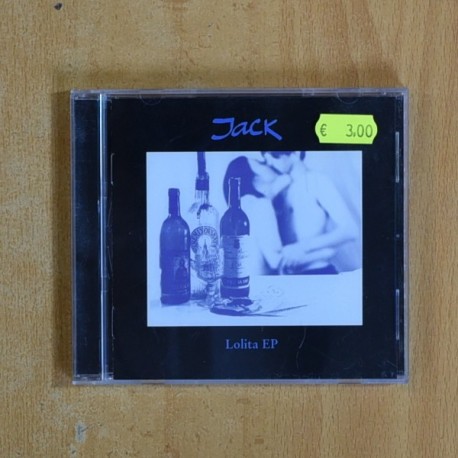 Jack
€ 3,00
Lolita EP